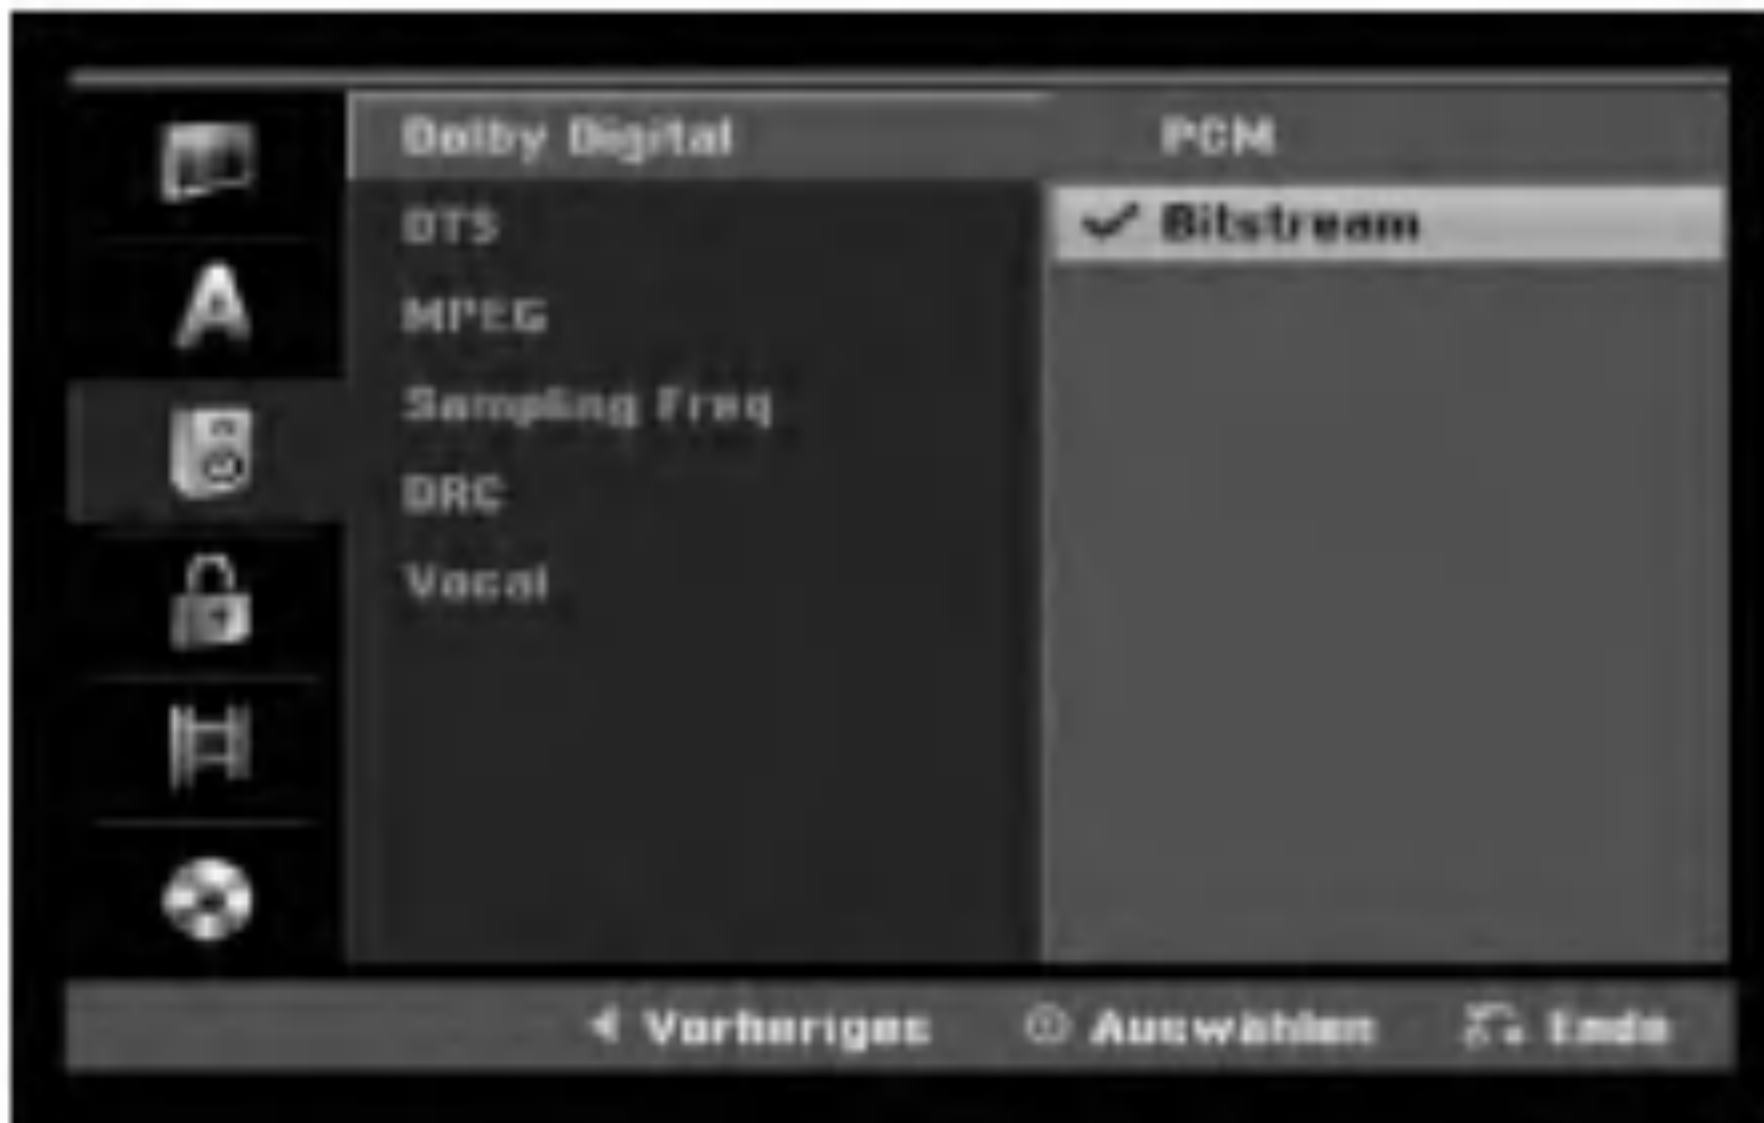 Dolby Digital PCM
DTS ✓ Bitstream
MPEG
Sampling Freq
DRC
Vocal
Vorheriges Auswählen Ende